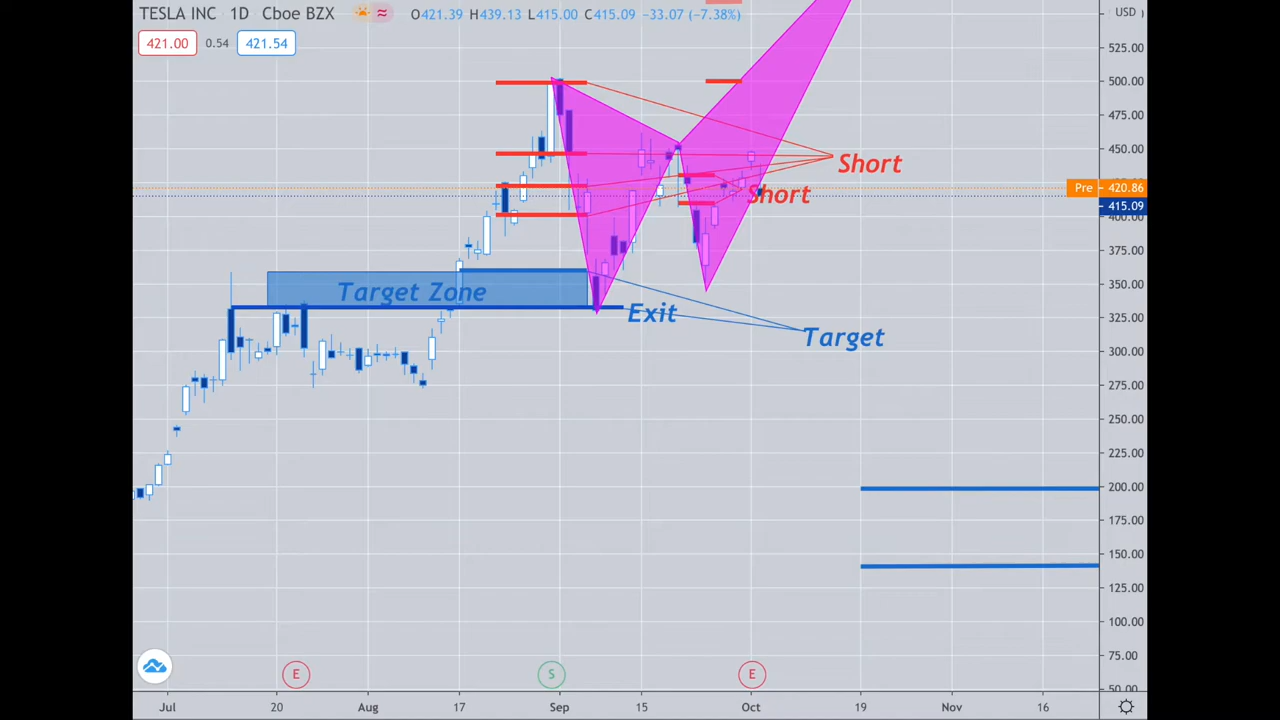 TESLA INC 1D Cboe BZX O421.39 H439.13 L415.00 C415.09 −33.07 (−7.38%)
421.00 0.54 421.54
USD
525.00
500.00
475.00
450.00
Short
Pre 420.86
Short
415.09
400.00
375.00
350.00
Target Zone
Exit
325.00
Target
300.00
275.00
250.00
225.00
200.00
175.00
150.00
125.00
100.00
75.00
E S E
50.00
Jul 20 Aug 17 Sep 15 Oct 19 Nov 16